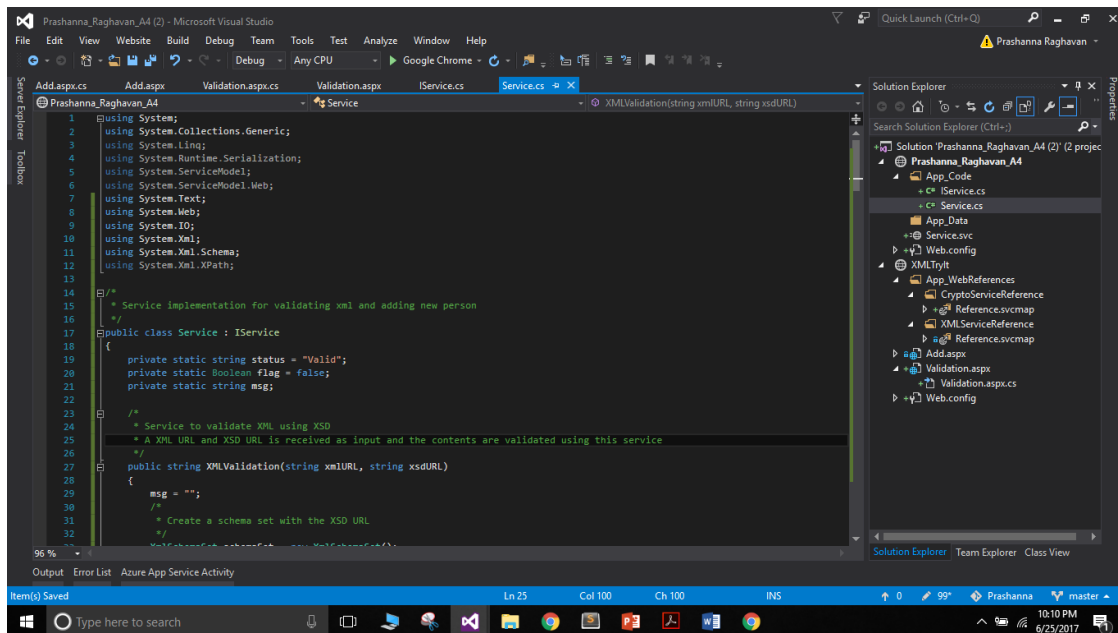 Prashanna_Raghavan_A4 (2) - Microsoft Visual Studio
Quick Launch (Ctrl+Q)
File Edit View Website Build Debug Team Tools Test Analyze Window Help
Prashanna Raghavan
Debug Any CPU Google Chrome
Server Explorer
Toolbox
Add.aspx.cs Add.aspx Validation.aspx.cs Validation.aspx IService.cs Service.cs
Prashanna_Raghavan_A4 Service XMLValidation(string xmlURL, string xsdURL)
1 using System;
2 using System.Collections.Generic;
3 using System.Linq;
4 using System.Runtime.Serialization;
5 using System.ServiceModel;
6 using System.ServiceModel.Web;
7 using System.Text;
8 using System.Web;
9 using System.IO;
10 using System.Xml;
11 using System.Xml.Schema;
12 using System.Xml.XPath;
13
14 /*
15 * Service implementation for validating xml and adding new person
16 */
17 public class Service : IService
18 {
19 private static string status = "Valid";
20 private static Boolean flag = false;
21 private static string msg;
22
23 /*
24 * Service to validate XML using XSD
25 * A XML URL and XSD URL is received as input and the contents are validated using this service
26 */
27 public string XMLValidation(string xmlURL, string xsdURL)
28 {
29 msg = "";
30 /*
31 * Create a schema set with the XSD URL
32 */
96 %
Solution Explorer
Search Solution Explorer (Ctrl+;)
Solution 'Prashanna_Raghavan_A4 (2)' (2 projec
Prashanna_Raghavan_A4
App_Code
C# IService.cs
C# Service.cs
App_Data
Service.svc
Web.config
XMLTryIt
App_WebReferences
CryptoServiceReference
Reference.svcmap
XMLServiceReference
Reference.svcmap
Add.aspx
Validation.aspx
Validation.aspx.cs
Web.config
Solution Explorer Team Explorer Class View
Properties
Output Error List Azure App Service Activity
Item(s) Saved Ln 25 Col 100 Ch 100 INS 0 99* Prashanna master
Type here to search
10:10 PM
6/25/2017